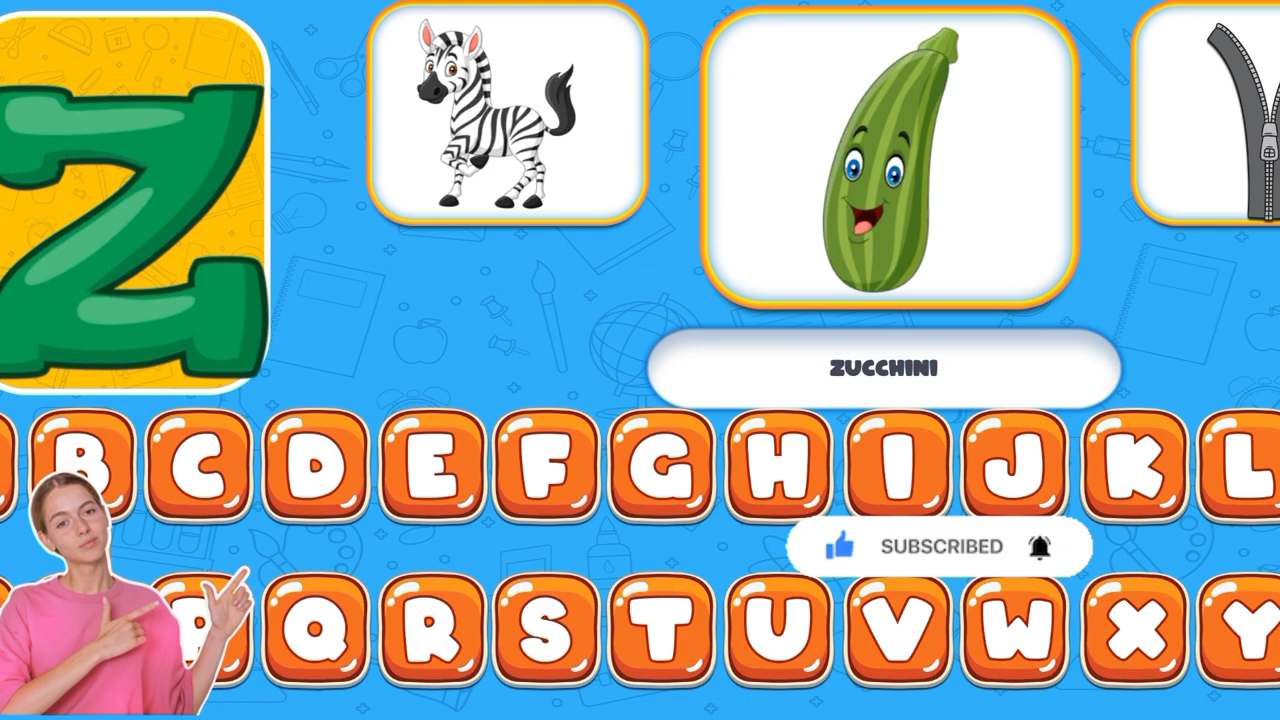 Z
ZUCCHINI
B C D E F G H I J K L
SUBSCRIBED
P Q R S T U V W X Y